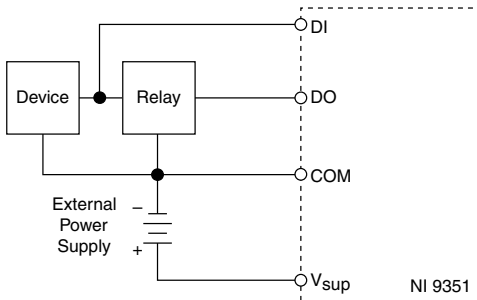 DI
Device
Relay
DO
COM
External
Power
Supply
–
+
Vsup
NI 9351